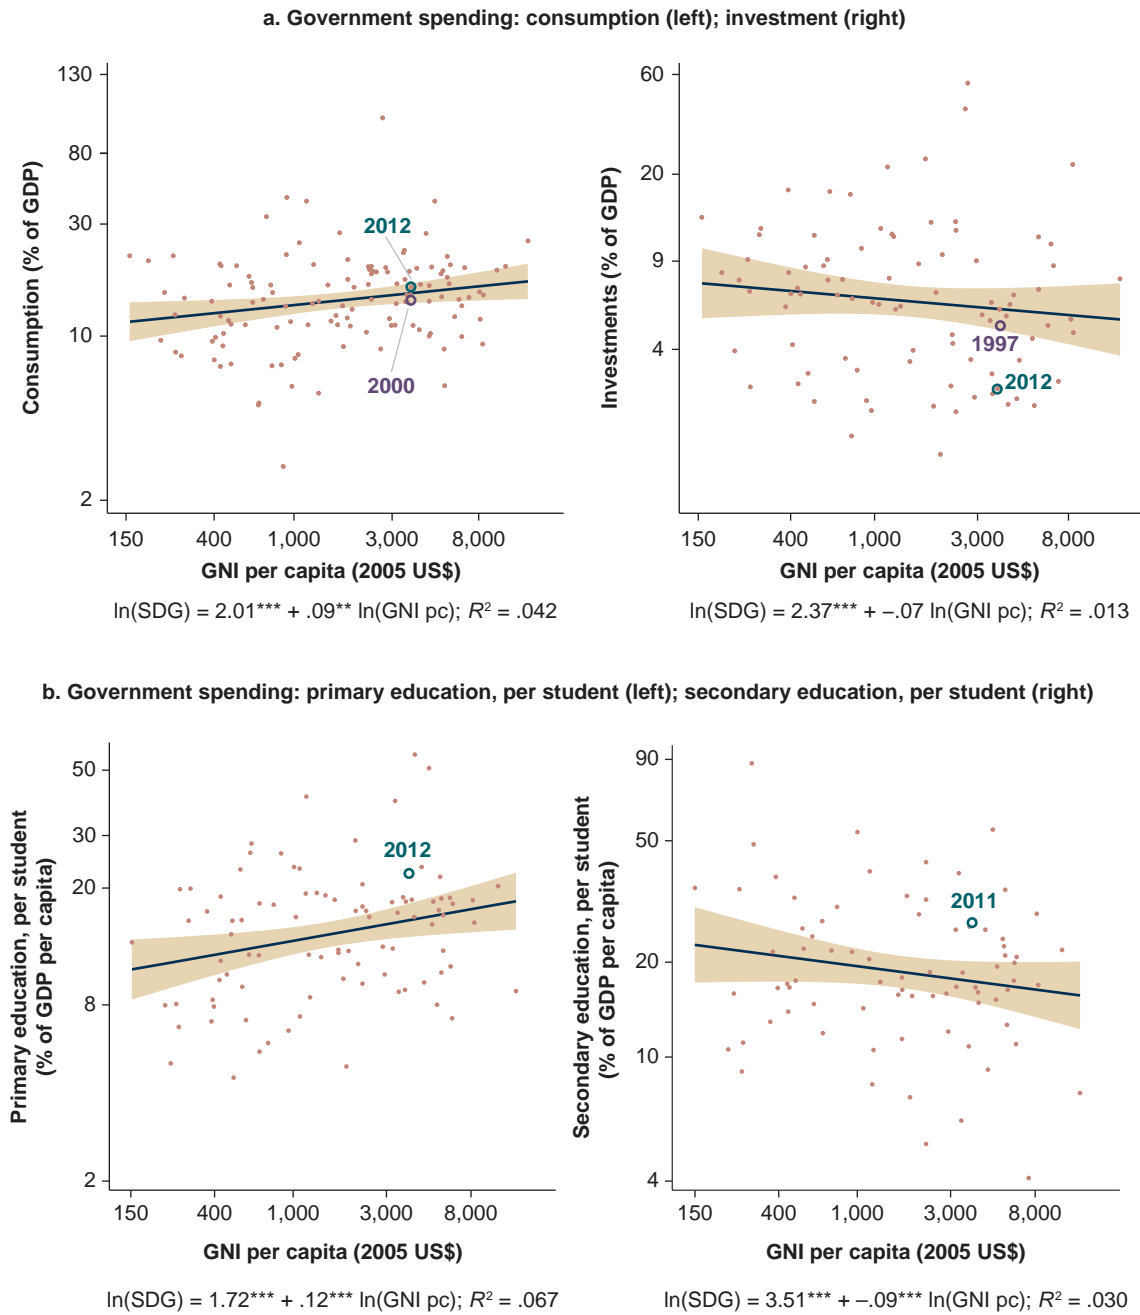 a. Government spending: consumption (left); investment (right)
Consumption (% of GDP)
130
80
30
10
2
2012
2000
150 400 1,000 3,000 8,000
GNI per capita (2005 US$)
ln(SDG) = 2.01*** + .09** ln(GNI pc); R² = .042
Investments (% of GDP)
60
20
9
4
1997
2012
150 400 1,000 3,000 8,000
GNI per capita (2005 US$)
ln(SDG) = 2.37*** + –.07 ln(GNI pc); R² = .013
b. Government spending: primary education, per student (left); secondary education, per student (right)
Primary education, per student
(% of GDP per capita)
50
30
20
8
2
2012
150 400 1,000 3,000 8,000
GNI per capita (2005 US$)
ln(SDG) = 1.72*** + .12*** ln(GNI pc); R² = .067
Secondary education, per student
(% of GDP per capita)
90
50
20
10
4
2011
150 400 1,000 3,000 8,000
GNI per capita (2005 US$)
ln(SDG) = 3.51*** + –.09*** ln(GNI pc); R² = .030